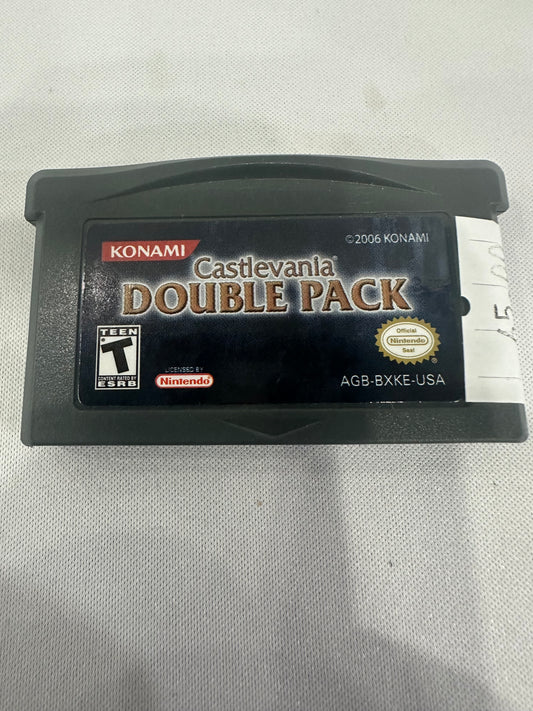 KONAMI
©2006 KONAMI
Castlevania®
DOUBLE PACK
TEEN
T
CONTENT RATED BY
ESRB
LICENSED BY
Nintendo®
Official
Nintendo
Seal
AGB-BXKE-USA